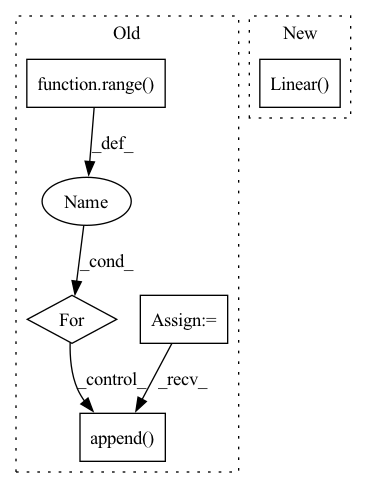 Old
New
function.range()
Linear()
_def_
Name
_cond_
For
Assign:=
_control_
_recv_
append()